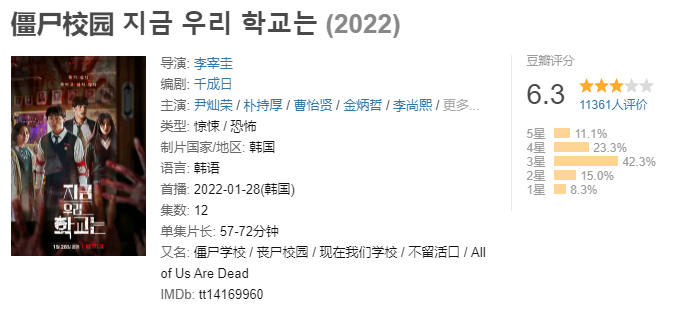 僵尸校园 지금 우리 학교는 (2022)
导演: 李宰圭
编剧: 千成日
主演: 尹灿荣 / 朴持厚 / 曹怡贤 / 金炳哲 / 李尚熙 / 更多...
类型: 惊悚 / 恐怖
制片国家/地区: 韩国
语言: 韩语
首播: 2022-01-28(韩国)
集数: 12
单集片长: 57-72分钟
又名: 僵尸学校 / 丧尸校园 / 现在我们学校 / 不留活口 / All
of Us Are Dead
IMDb: tt14169960
豆瓣评分
6.3
11361人评价
5星 11.1%
4星 23.3%
3星 42.3%
2星 15.0%
1星 8.3%
지금
우리
학교는